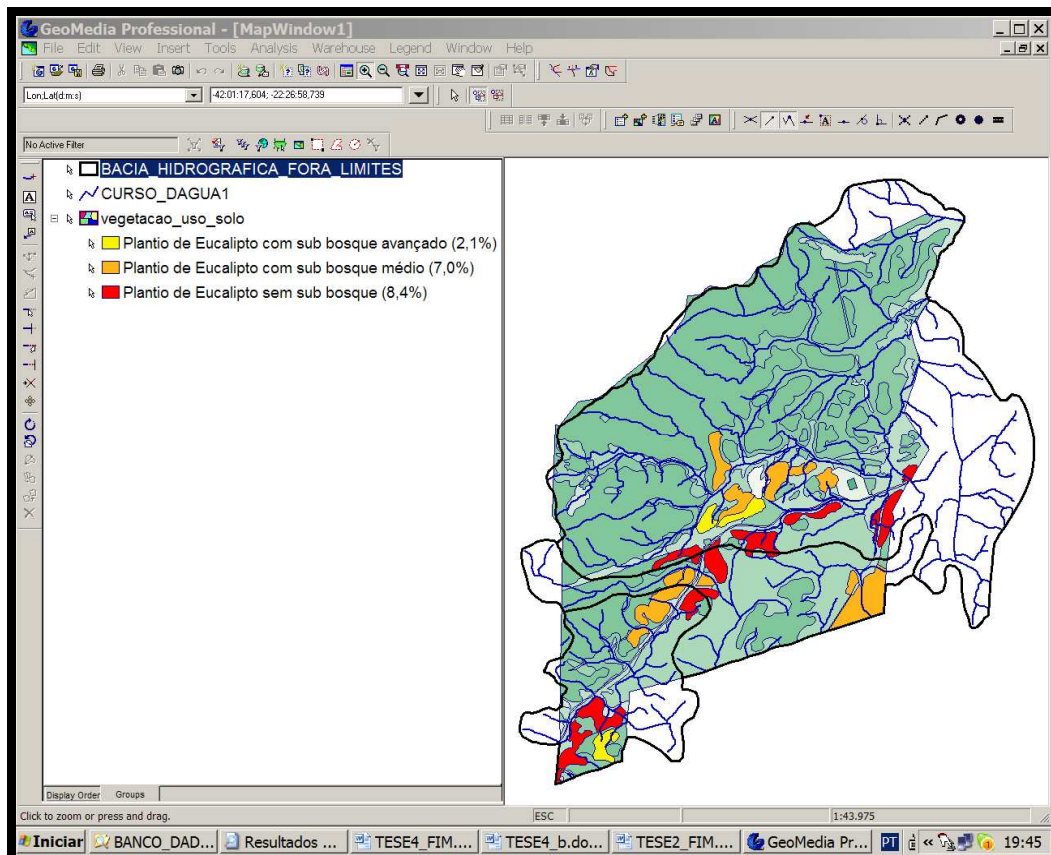 GeoMedia Professional - [MapWindow1]
File Edit View Insert Tools Analysis Warehouse Legend Window Help
Lon;Lat(d:m:s) -42:01:17,604; -22:26:58,739
No Active Filter
BACIA_HIDROGRAFICA_FORA_LIMITES
CURSO_DAGUA1
vegetacao_uso_solo
Plantio de Eucalipto com sub bosque avançado (2,1%)
Plantio de Eucalipto com sub bosque médio (7,0%)
Plantio de Eucalipto sem sub bosque (8,4%)
Display Order Groups
Click to zoom or press and drag. ESC 1:43.975
Iniciar BANCO_DAD... Resultados ... TESE4_FIM.... TESE4_b.do... TESE2_FIM.... GeoMedia Pr... PT « 19:45